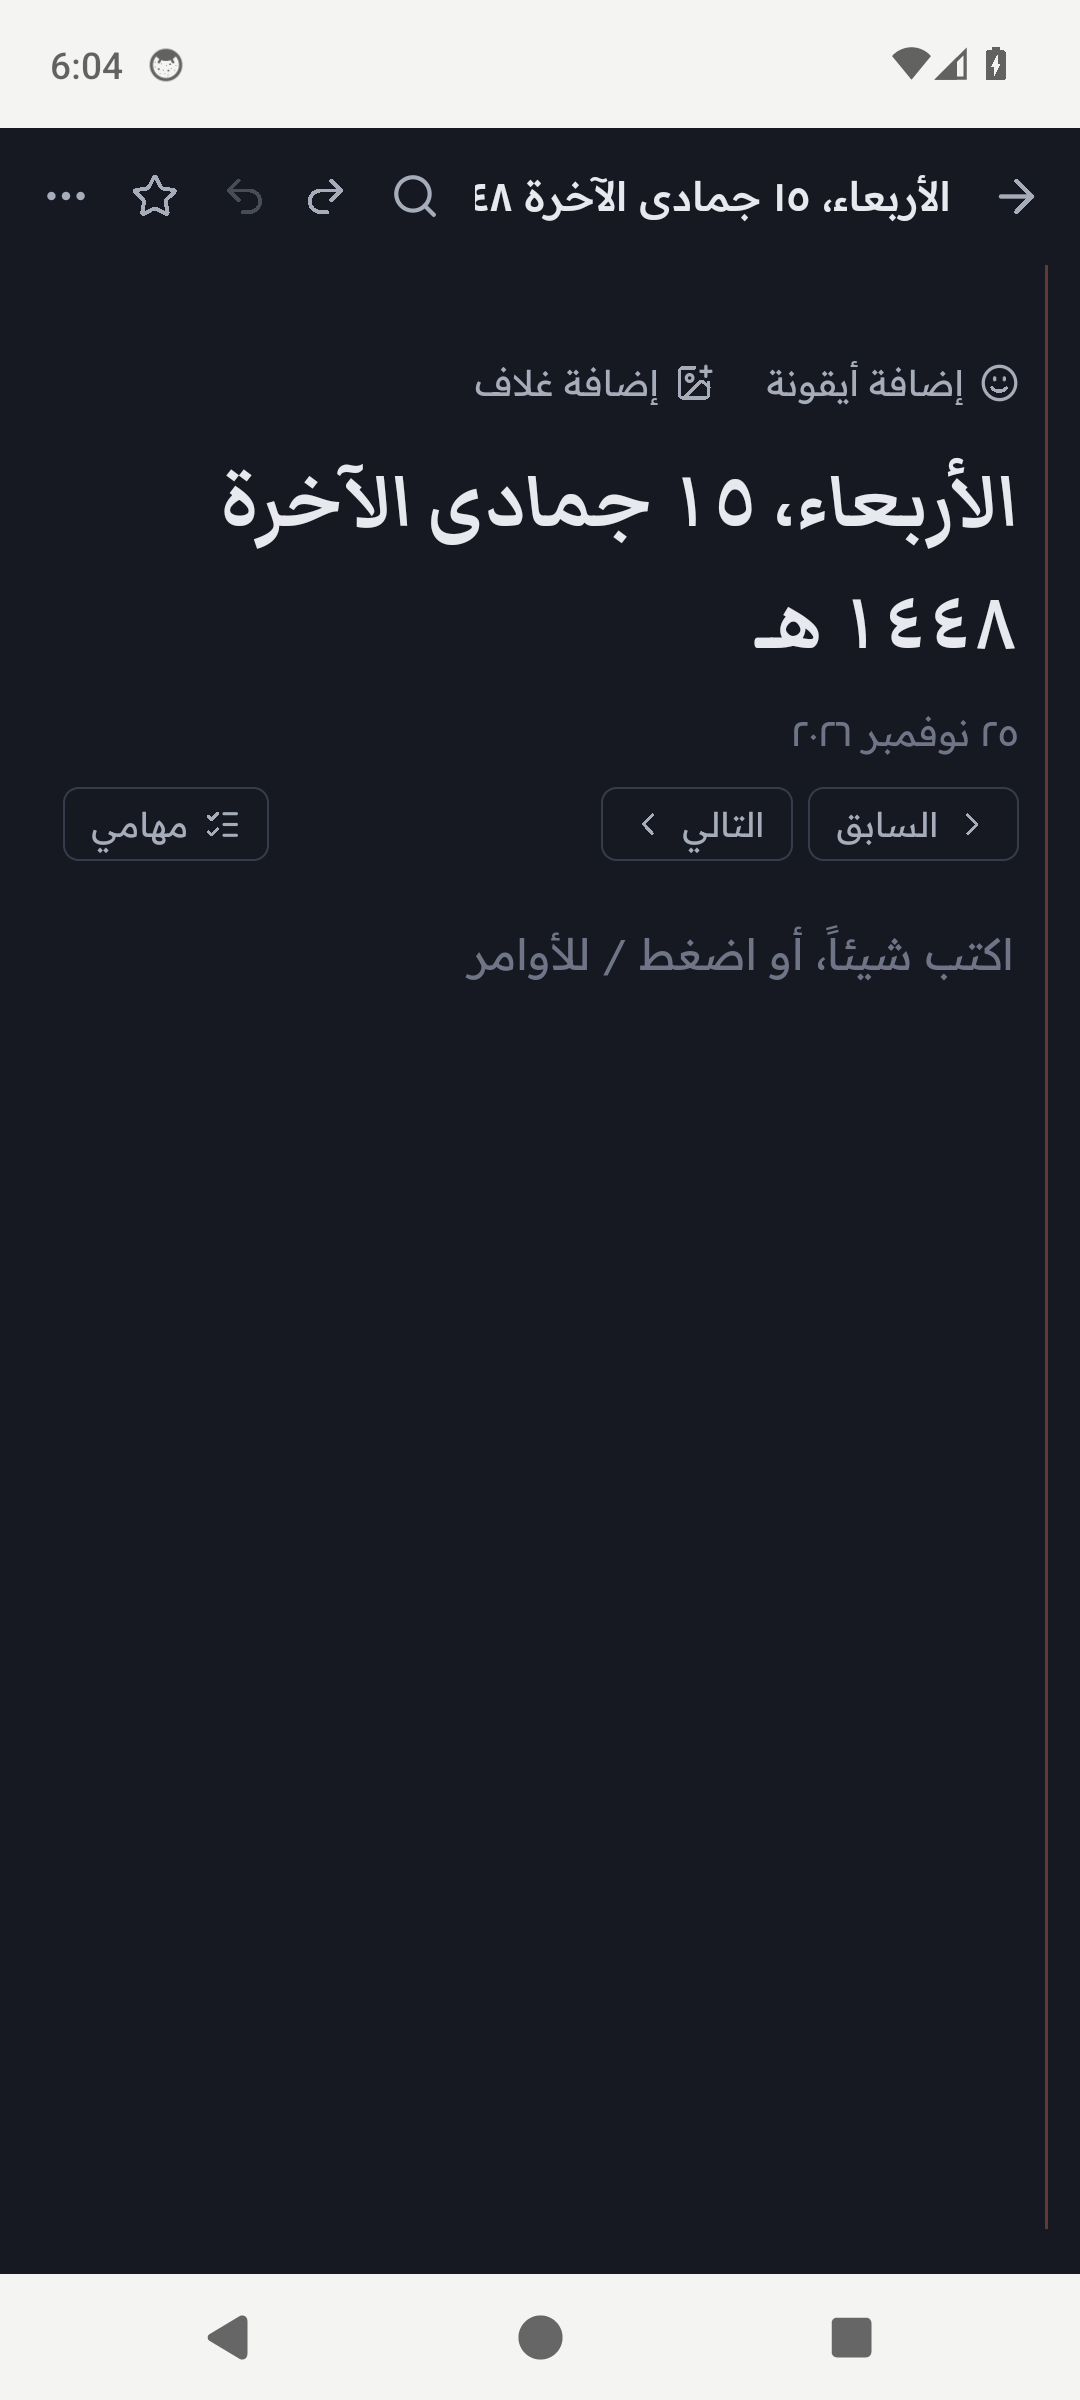 6:04
الأربعاء، ١٥ جمادى الآخرة ٤٨
إضافة أيقونة
إضافة غلاف
الأربعاء، ١٥ جمادى الآخرة
١٤٤٨ هـ
٢٥ نوفمبر ٢٠٢٦
السابق
التالي
مهامي
اكتب شيئاً، أو اضغط / للأوامر